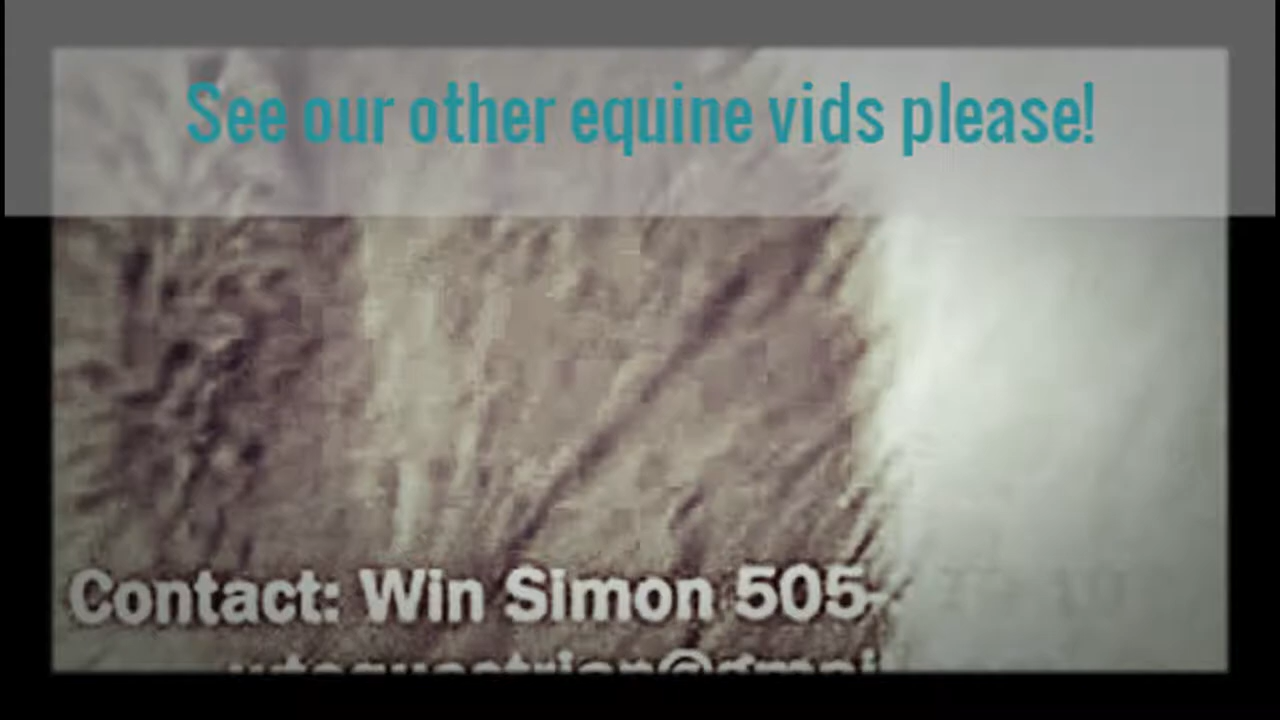 See our other equine vids please!
Contact: Win Simon 505-